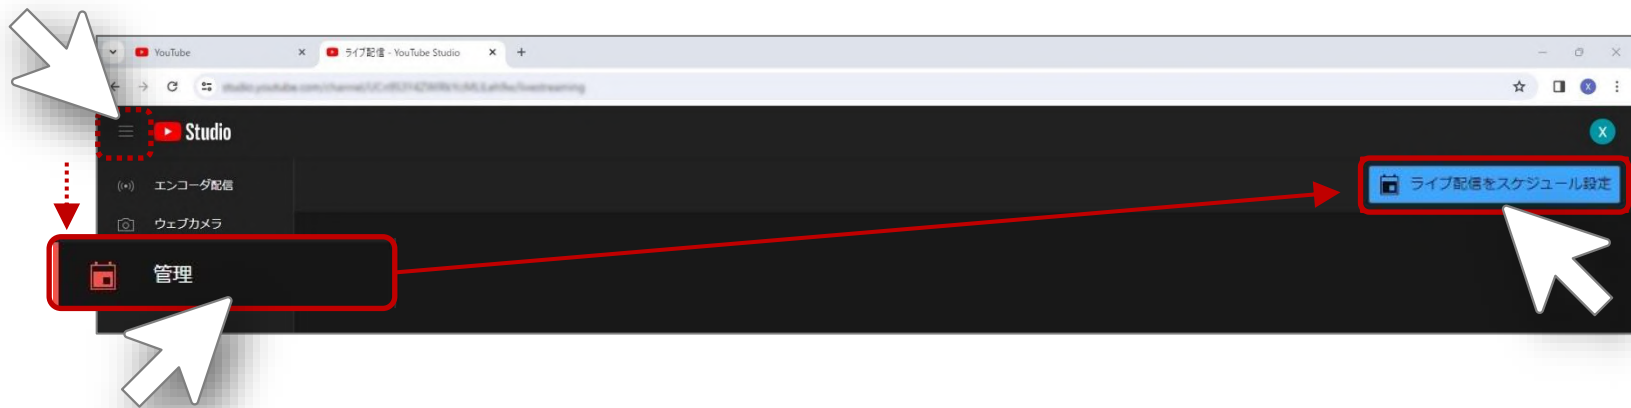 YouTube
ライブ配信 - YouTube Studio
Studio
X
エンコーダ配信
ライブ配信をスケジュール設定
ウェブカメラ
管理